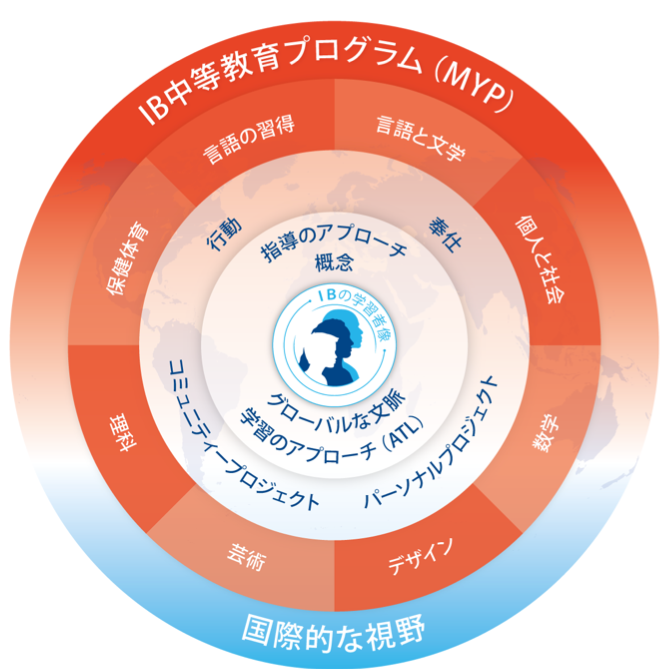 IB中等教育プログラム（MYP）
言語の習得
言語と文学
個人と社会
数学
デザイン
芸術
理科
保健体育
行動
奉仕
コミュニティープロジェクト
パーソナルプロジェクト
指導のアプローチ
概念
IBの学習者像
グローバルな文脈
学習のアプローチ（ATL）
国際的な視野